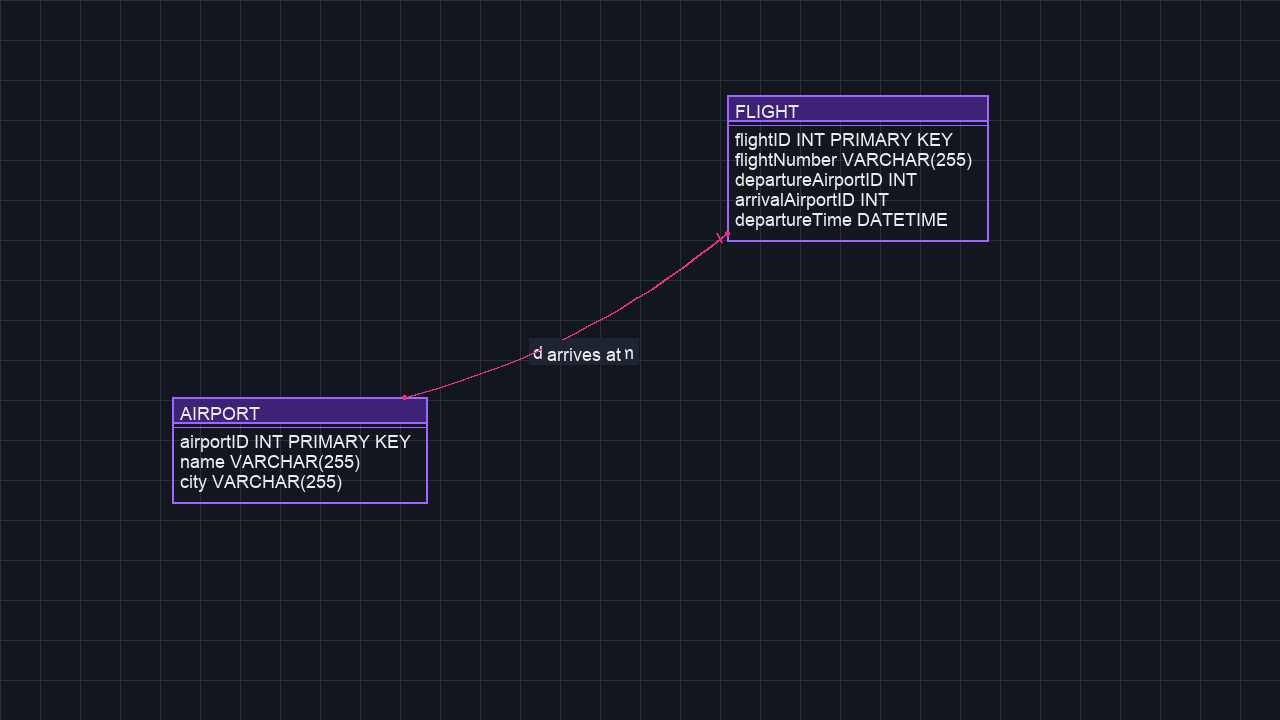 FLIGHT
flightID INT PRIMARY KEY
flightNumber VARCHAR(255)
departureAirportID INT
arrivalAirportID INT
departureTime DATETIME
arrives at
AIRPORT
airportID INT PRIMARY KEY
name VARCHAR(255)
city VARCHAR(255)